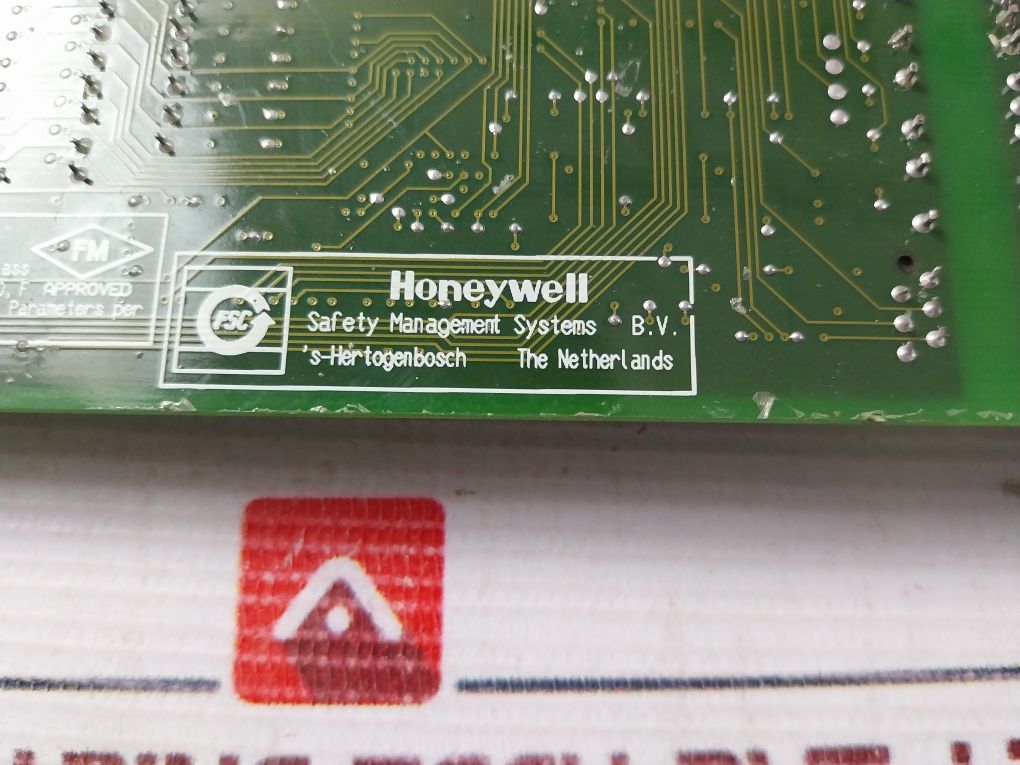 FM
ass
D, F APPROVED
Parameters per
Honeywell
FSC
Safety Management Systems B.V.
's-Hertogenbosch The Netherlands